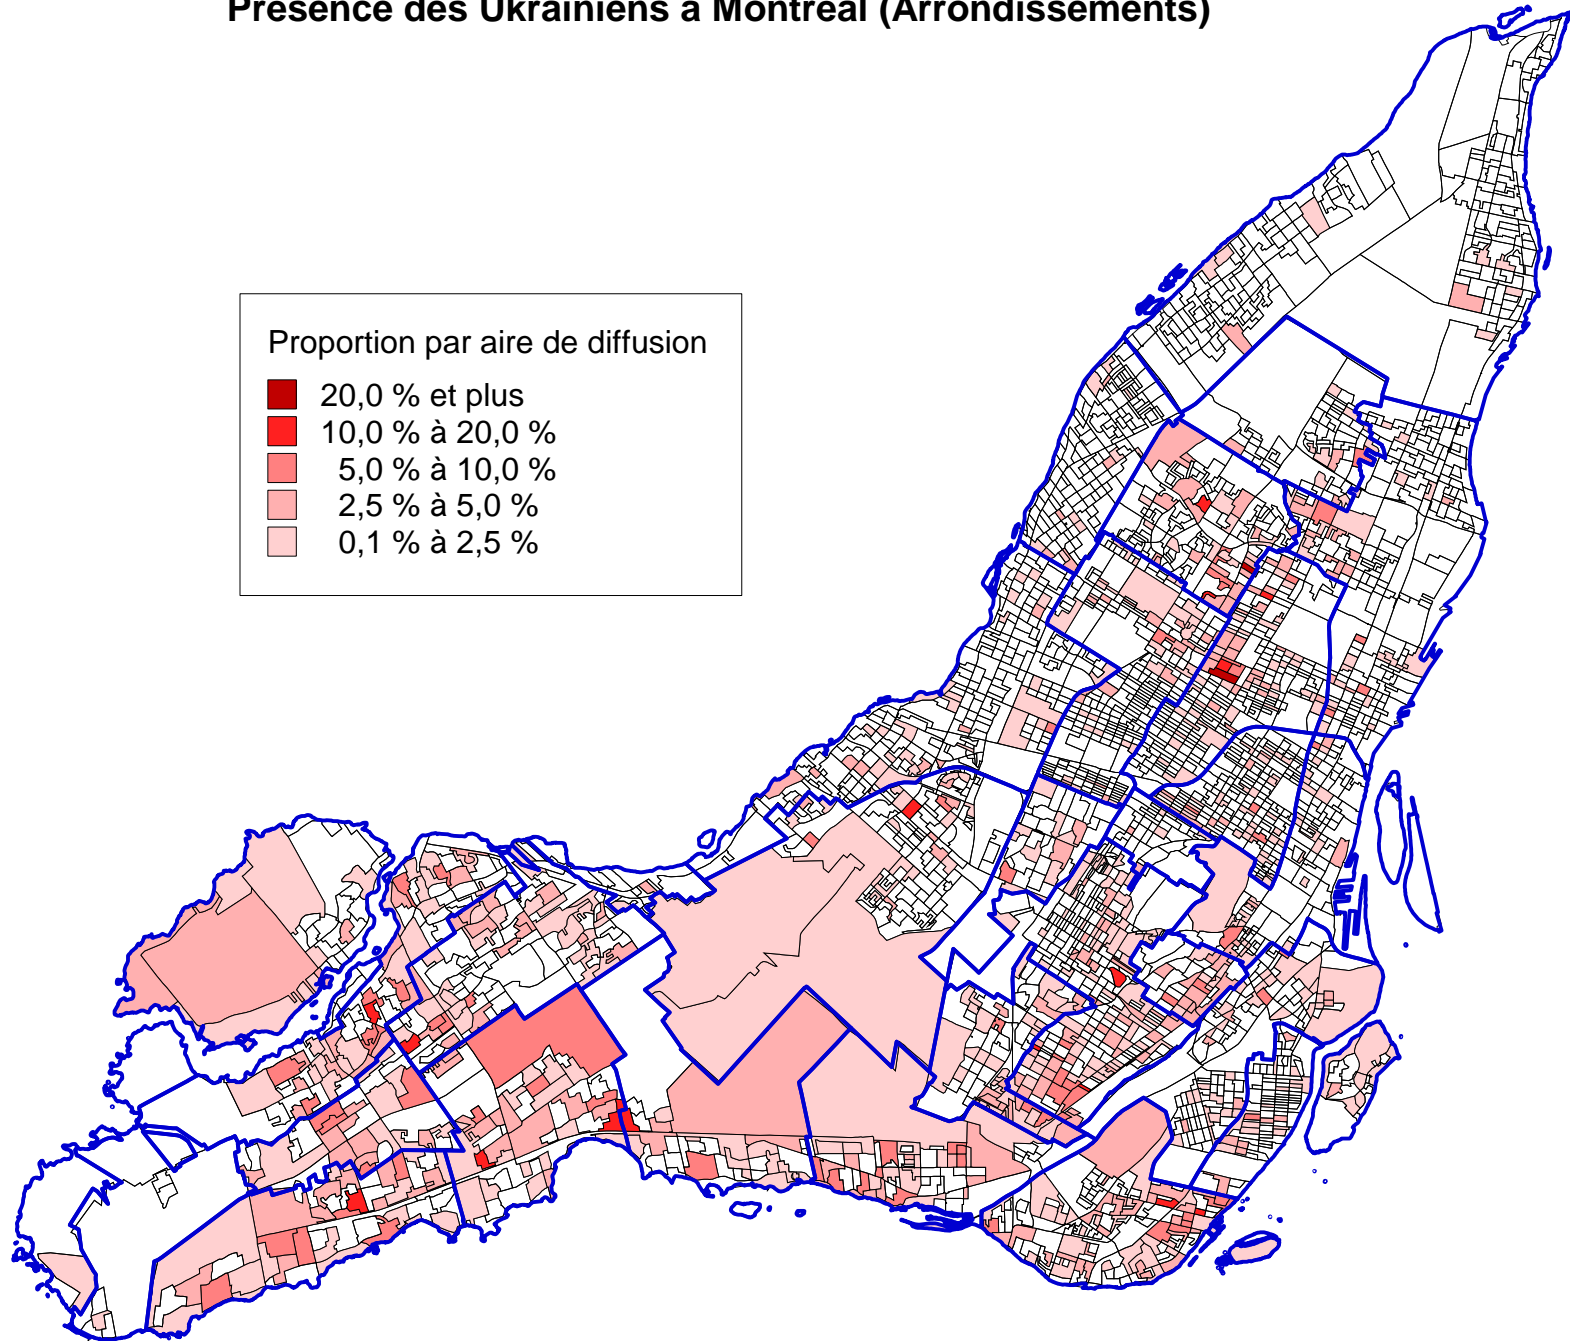 Présence des Ukrainiens à Montréal (Arrondissements)
Proportion par aire de diffusion
20,0 % et plus
10,0 % à 20,0 %
5,0 % à 10,0 %
2,5 % à 5,0 %
0,1 % à 2,5 %